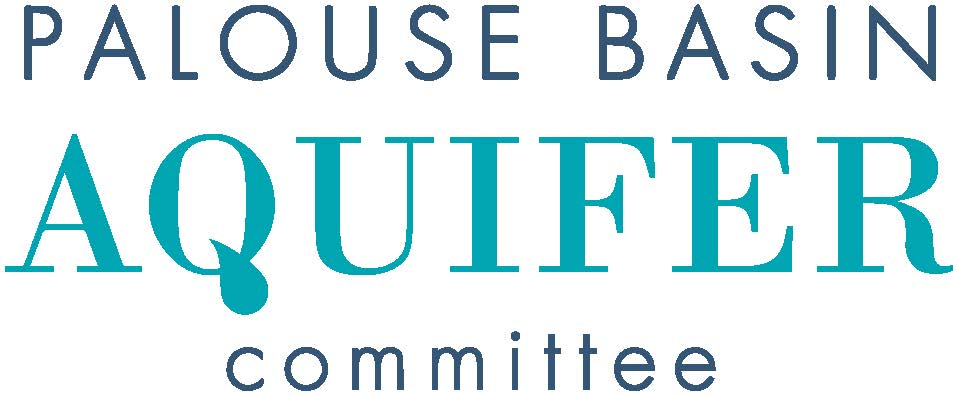 PALOUSE BASIN
AQUIFER
committee